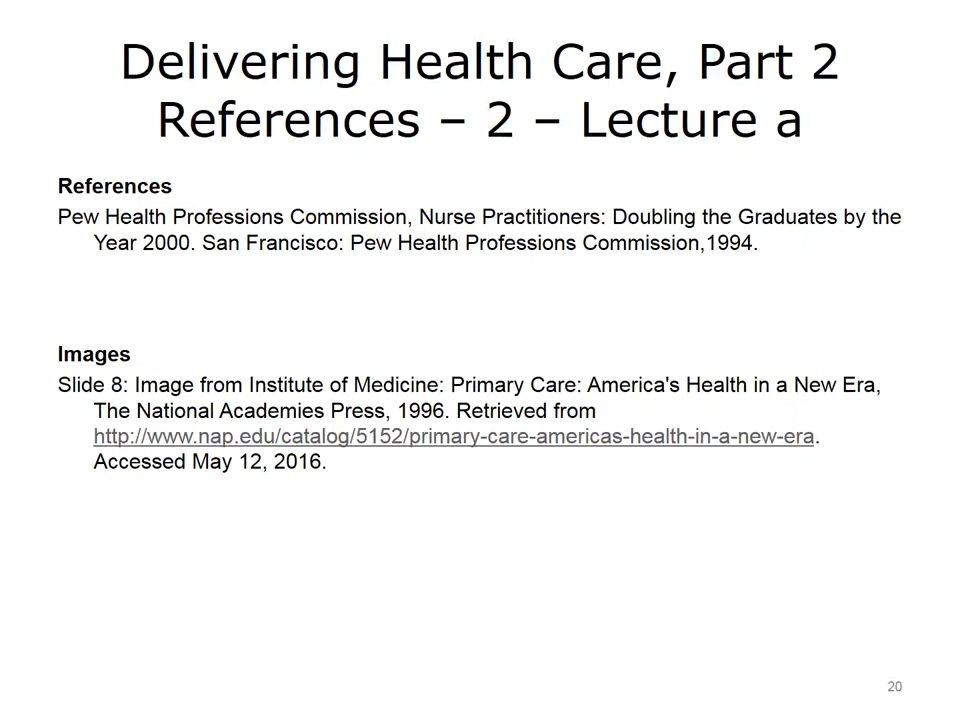 Delivering Health Care, Part 2
References – 2 – Lecture a
References
Pew Health Professions Commission, Nurse Practitioners: Doubling the Graduates by the
Year 2000. San Francisco: Pew Health Professions Commission,1994.
Images
Slide 8: Image from Institute of Medicine: Primary Care: America's Health in a New Era,
The National Academies Press, 1996. Retrieved from
http://www.nap.edu/catalog/5152/primary-care-americas-health-in-a-new-era.
Accessed May 12, 2016.
20